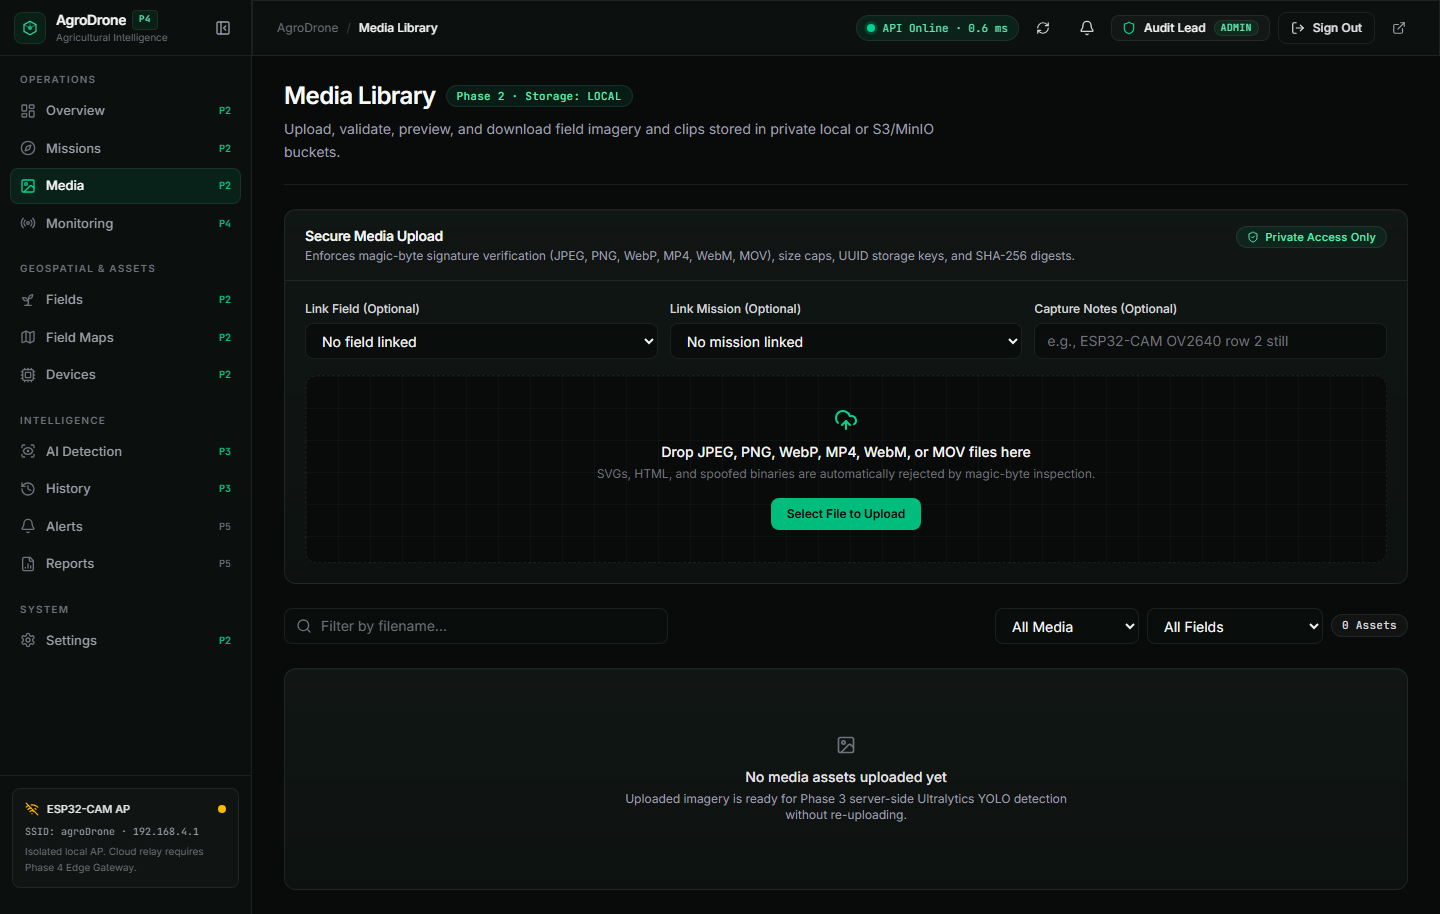 AgroDrone P4
Agricultural Intelligence
AgroDrone / Media Library
API Online · 0.6 ms
Audit Lead ADMIN
Sign Out
OPERATIONS
Overview P2
Missions P2
Media P2
Monitoring P4
GEOSPATIAL & ASSETS
Fields P2
Field Maps P2
Devices P2
INTELLIGENCE
AI Detection P3
History P3
Alerts P5
Reports P5
SYSTEM
Settings P2
ESP32-CAM AP
SSID: agroDrone · 192.168.4.1
Isolated local AP. Cloud relay requires
Phase 4 Edge Gateway.
Media Library Phase 2 · Storage: LOCAL
Upload, validate, preview, and download field imagery and clips stored in private local or S3/MinIO
buckets.
Secure Media Upload
Private Access Only
Enforces magic-byte signature verification (JPEG, PNG, WebP, MP4, WebM, MOV), size caps, UUID storage keys, and SHA-256 digests.
Link Field (Optional)
No field linked
Link Mission (Optional)
No mission linked
Capture Notes (Optional)
e.g., ESP32-CAM OV2640 row 2 still
Drop JPEG, PNG, WebP, MP4, WebM, or MOV files here
SVGs, HTML, and spoofed binaries are automatically rejected by magic-byte inspection.
Select File to Upload
Filter by filename...
All Media
All Fields
0 Assets
No media assets uploaded yet
Uploaded imagery is ready for Phase 3 server-side Ultralytics YOLO detection
without re-uploading.